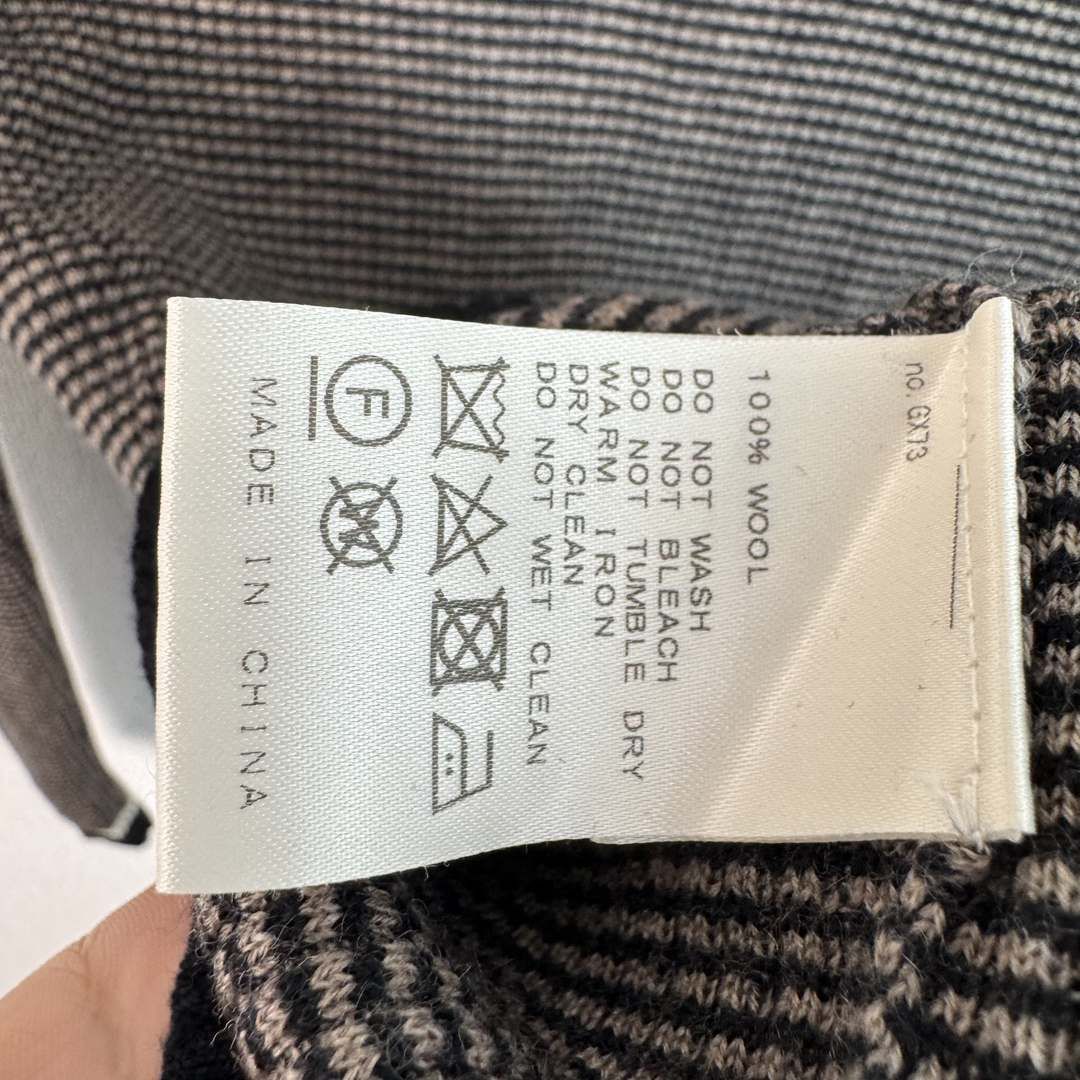 no. GX73
100% WOOL
DO NOT WASH
DO NOT BLEACH
DO NOT TUMBLE DRY
WARM IRON
DRY CLEAN
DO NOT WET CLEAN
F
W
MADE IN CHINA